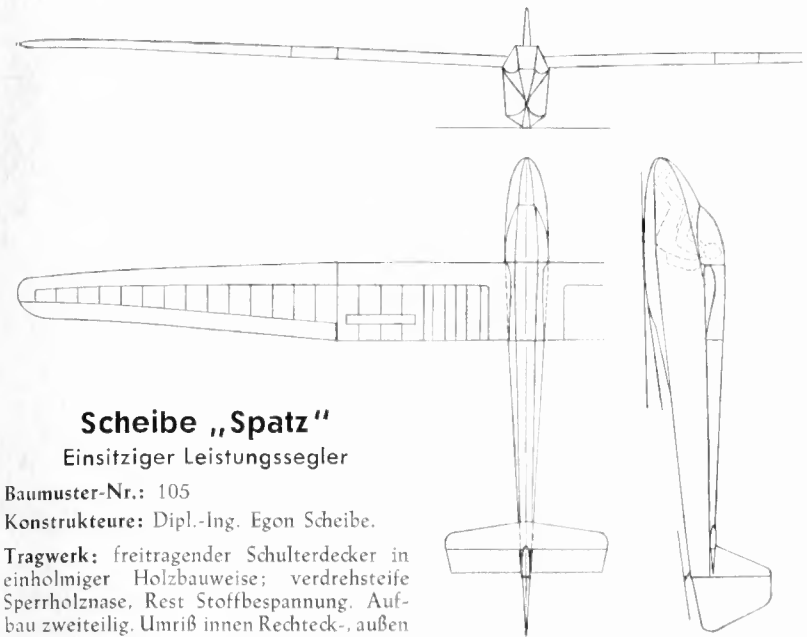 Scheibe „Spatz"
Einsitziger Leistungssegler
Baumuster-Nr.: 105
Konstrukteure: Dipl.-Ing. Egon Scheibe.
Tragwerk: freitragender Schulterdecker in
einholmiger Holzbauweise; verdrehsteife
Sperrholznase, Rest Stoffbespannung. Auf-
bau zweiteilig. Umriß innen Rechteck-, außen